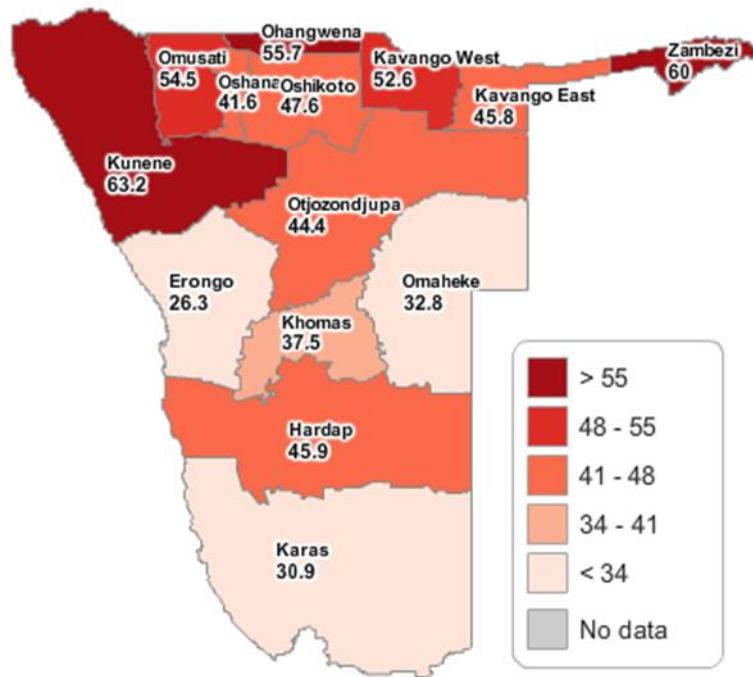 Ohangwena
55.7
Omusati
54.5
Oshana
41.6
Oshikoto
47.6
Kavango West
52.6
Zambezi
60
Kavango East
45.8
Kunene
63.2
Otjozondjupa
44.4
Erongo
26.3
Omaheke
32.8
Khomas
37.5
Hardap
45.9
Karas
30.9
> 55
48 - 55
41 - 48
34 - 41
< 34
No data